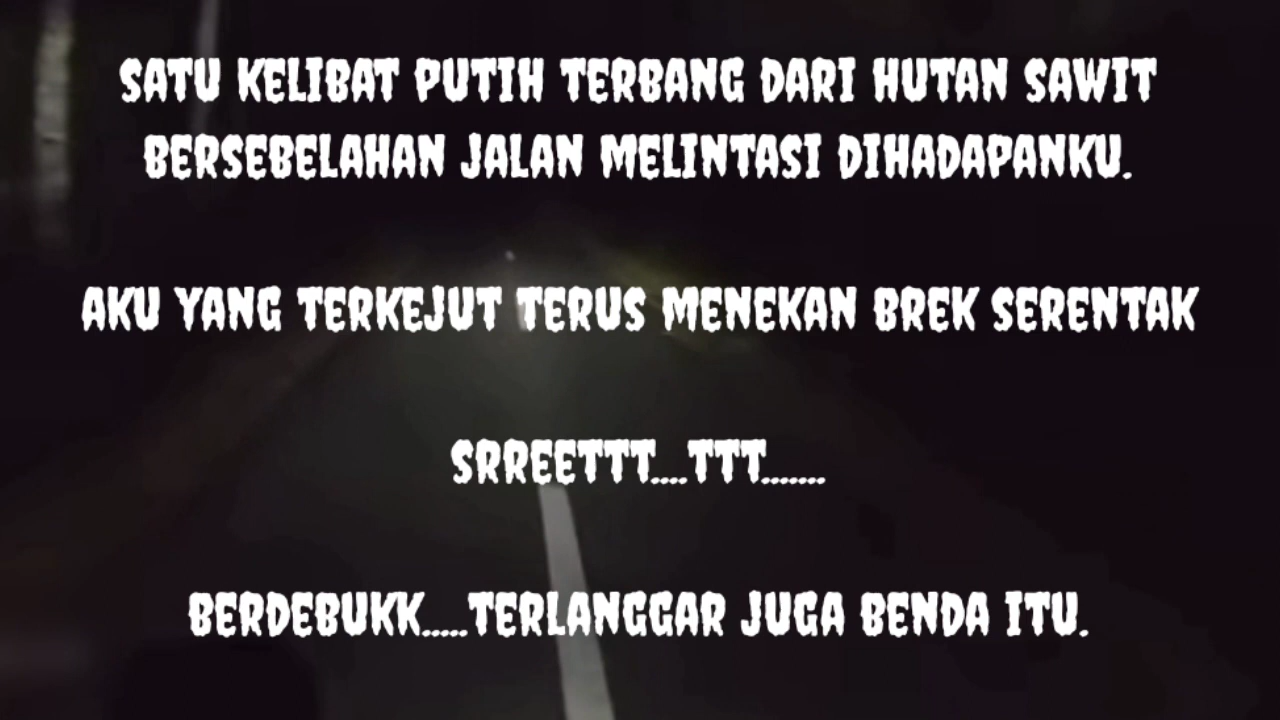 SATU KELIBAT PUTIH TERBANG DARI HUTAN SAWIT
BERSEBELAHAN JALAN MELINTASI DIHADAPANKU.
AKU YANG TERKEJUT TERUS MENEKAN BREK SERENTAK
SRREETTT....TTT.......
BERDEBUKK.....TERLANGGAR JUGA BENDA ITU.